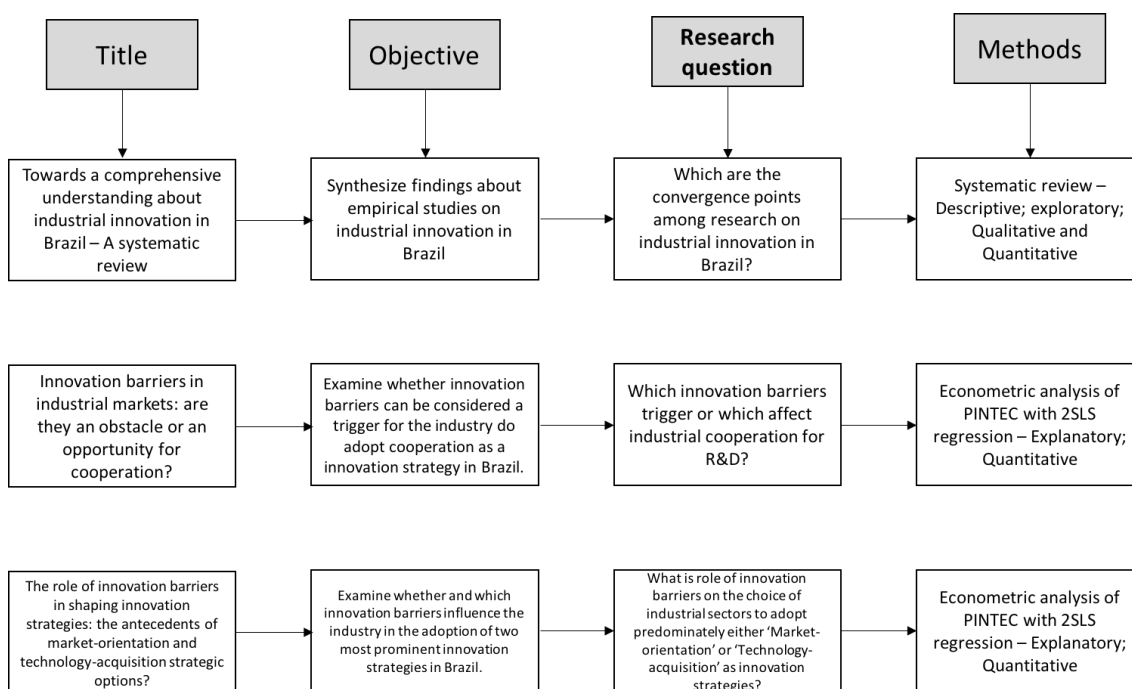 Title
Objective
Research
question
Methods
Towards a comprehensive
understanding about
industrial innovation in
Brazil – A systematic
review
Synthesize findings about
empirical studies on
industrial innovation in
Brazil
Which are the
convergence points
among research on
industrial innovation in
Brazil?
Systematic review –
Descriptive; exploratory;
Qualitative and
Quantitative
Innovation barriers in
industrial markets: are
they an obstacle or an
opportunity for
cooperation?
Examine whether innovation
barriers can be considered a
trigger for the industry do
adopt cooperation as a
innovation strategy in Brazil.
Which innovation barriers
trigger or which affect
industrial cooperation for
R&D?
Econometric analysis of
PINTEC with 2SLS
regression – Explanatory;
Quantitative
The role of innovation barriers
in shaping innovation
strategies: the antecedents of
market-orientation and
technology-acquisition strategic
options?
Examine whether and which
innovation barriers influence the
industry in the adoption of two
most prominent innovation
strategies in Brazil.
What is role of innovation
barriers on the choice of
industrial sectors to adopt
predominately either ‘Market-
orientation’ or ‘Technology-
acquisition’ as innovation
strategies?
Econometric analysis of
PINTEC with 2SLS
regression – Explanatory;
Quantitative